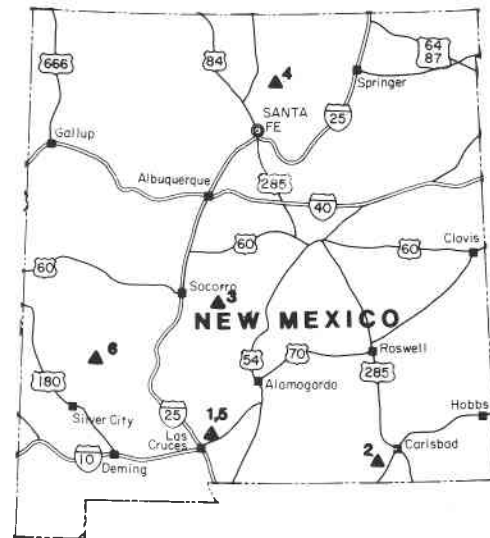 666
84
4
64
87
Springer
SANTA
FE
25
Gallup
Albuquerque
285
40
60
60
Clovis
60
Socorro
3
NEW MEXICO
6
54
70
Roswell
180
Alamogordo
285
Silver City
25
1,5
Las
Cruces
Hobbs
2
Carlsbad
10
Deming